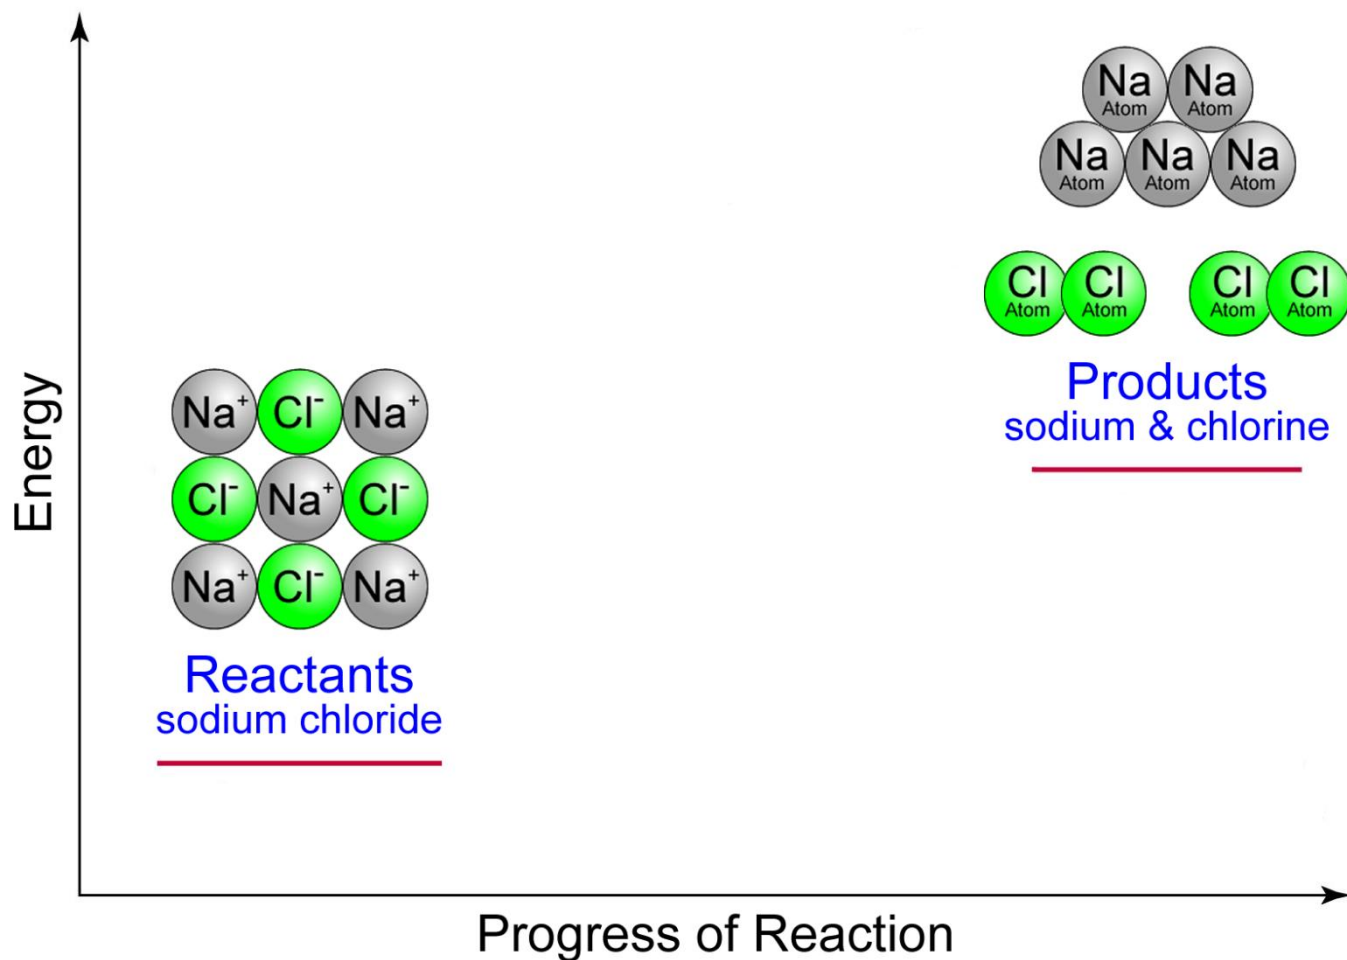 Energy
Na Na
Atom Atom
Na Na Na
Atom Atom Atom
Cl Cl Cl Cl
Atom Atom Atom Atom
Products
sodium & chlorine
Na⁺ Cl⁻ Na⁺
Cl⁻ Na⁺ Cl⁻
Na⁺ Cl⁻ Na⁺
Reactants
sodium chloride
Progress of Reaction